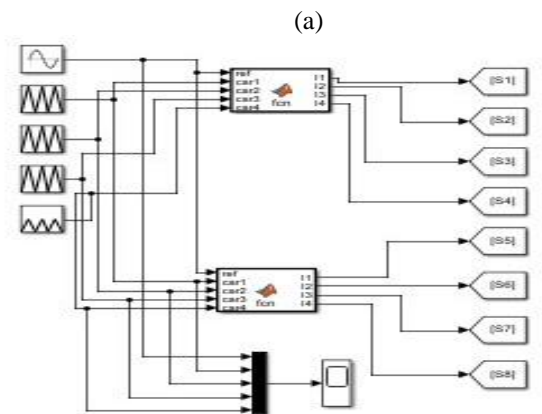 (a)
ref
car1
car2
car3
car4
fcn
I1
I2
I3
I4
[S1]
[S2]
[S3]
[S4]
[S5]
ref
car1
car2
car3
car4
fcn
I1
I2
I3
I4
[S6]
[S7]
[S8]